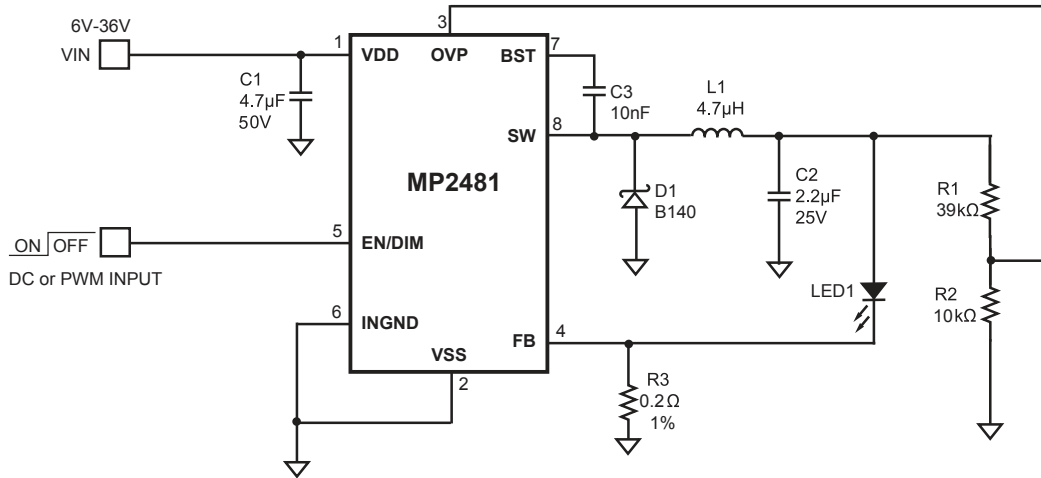 6V-36V
VIN
C1
4.7µF
50V
1
VDD
3
OVP
BST
7
C3
10nF
SW
8
L1
4.7µH
MP2481
D1
B140
C2
2.2µF
25V
R1
39kΩ
ON OFF
DC or PWM INPUT
5
EN/DIM
LED1
R2
10kΩ
6
INGND
FB
4
VSS
2
R3
0.2Ω
1%